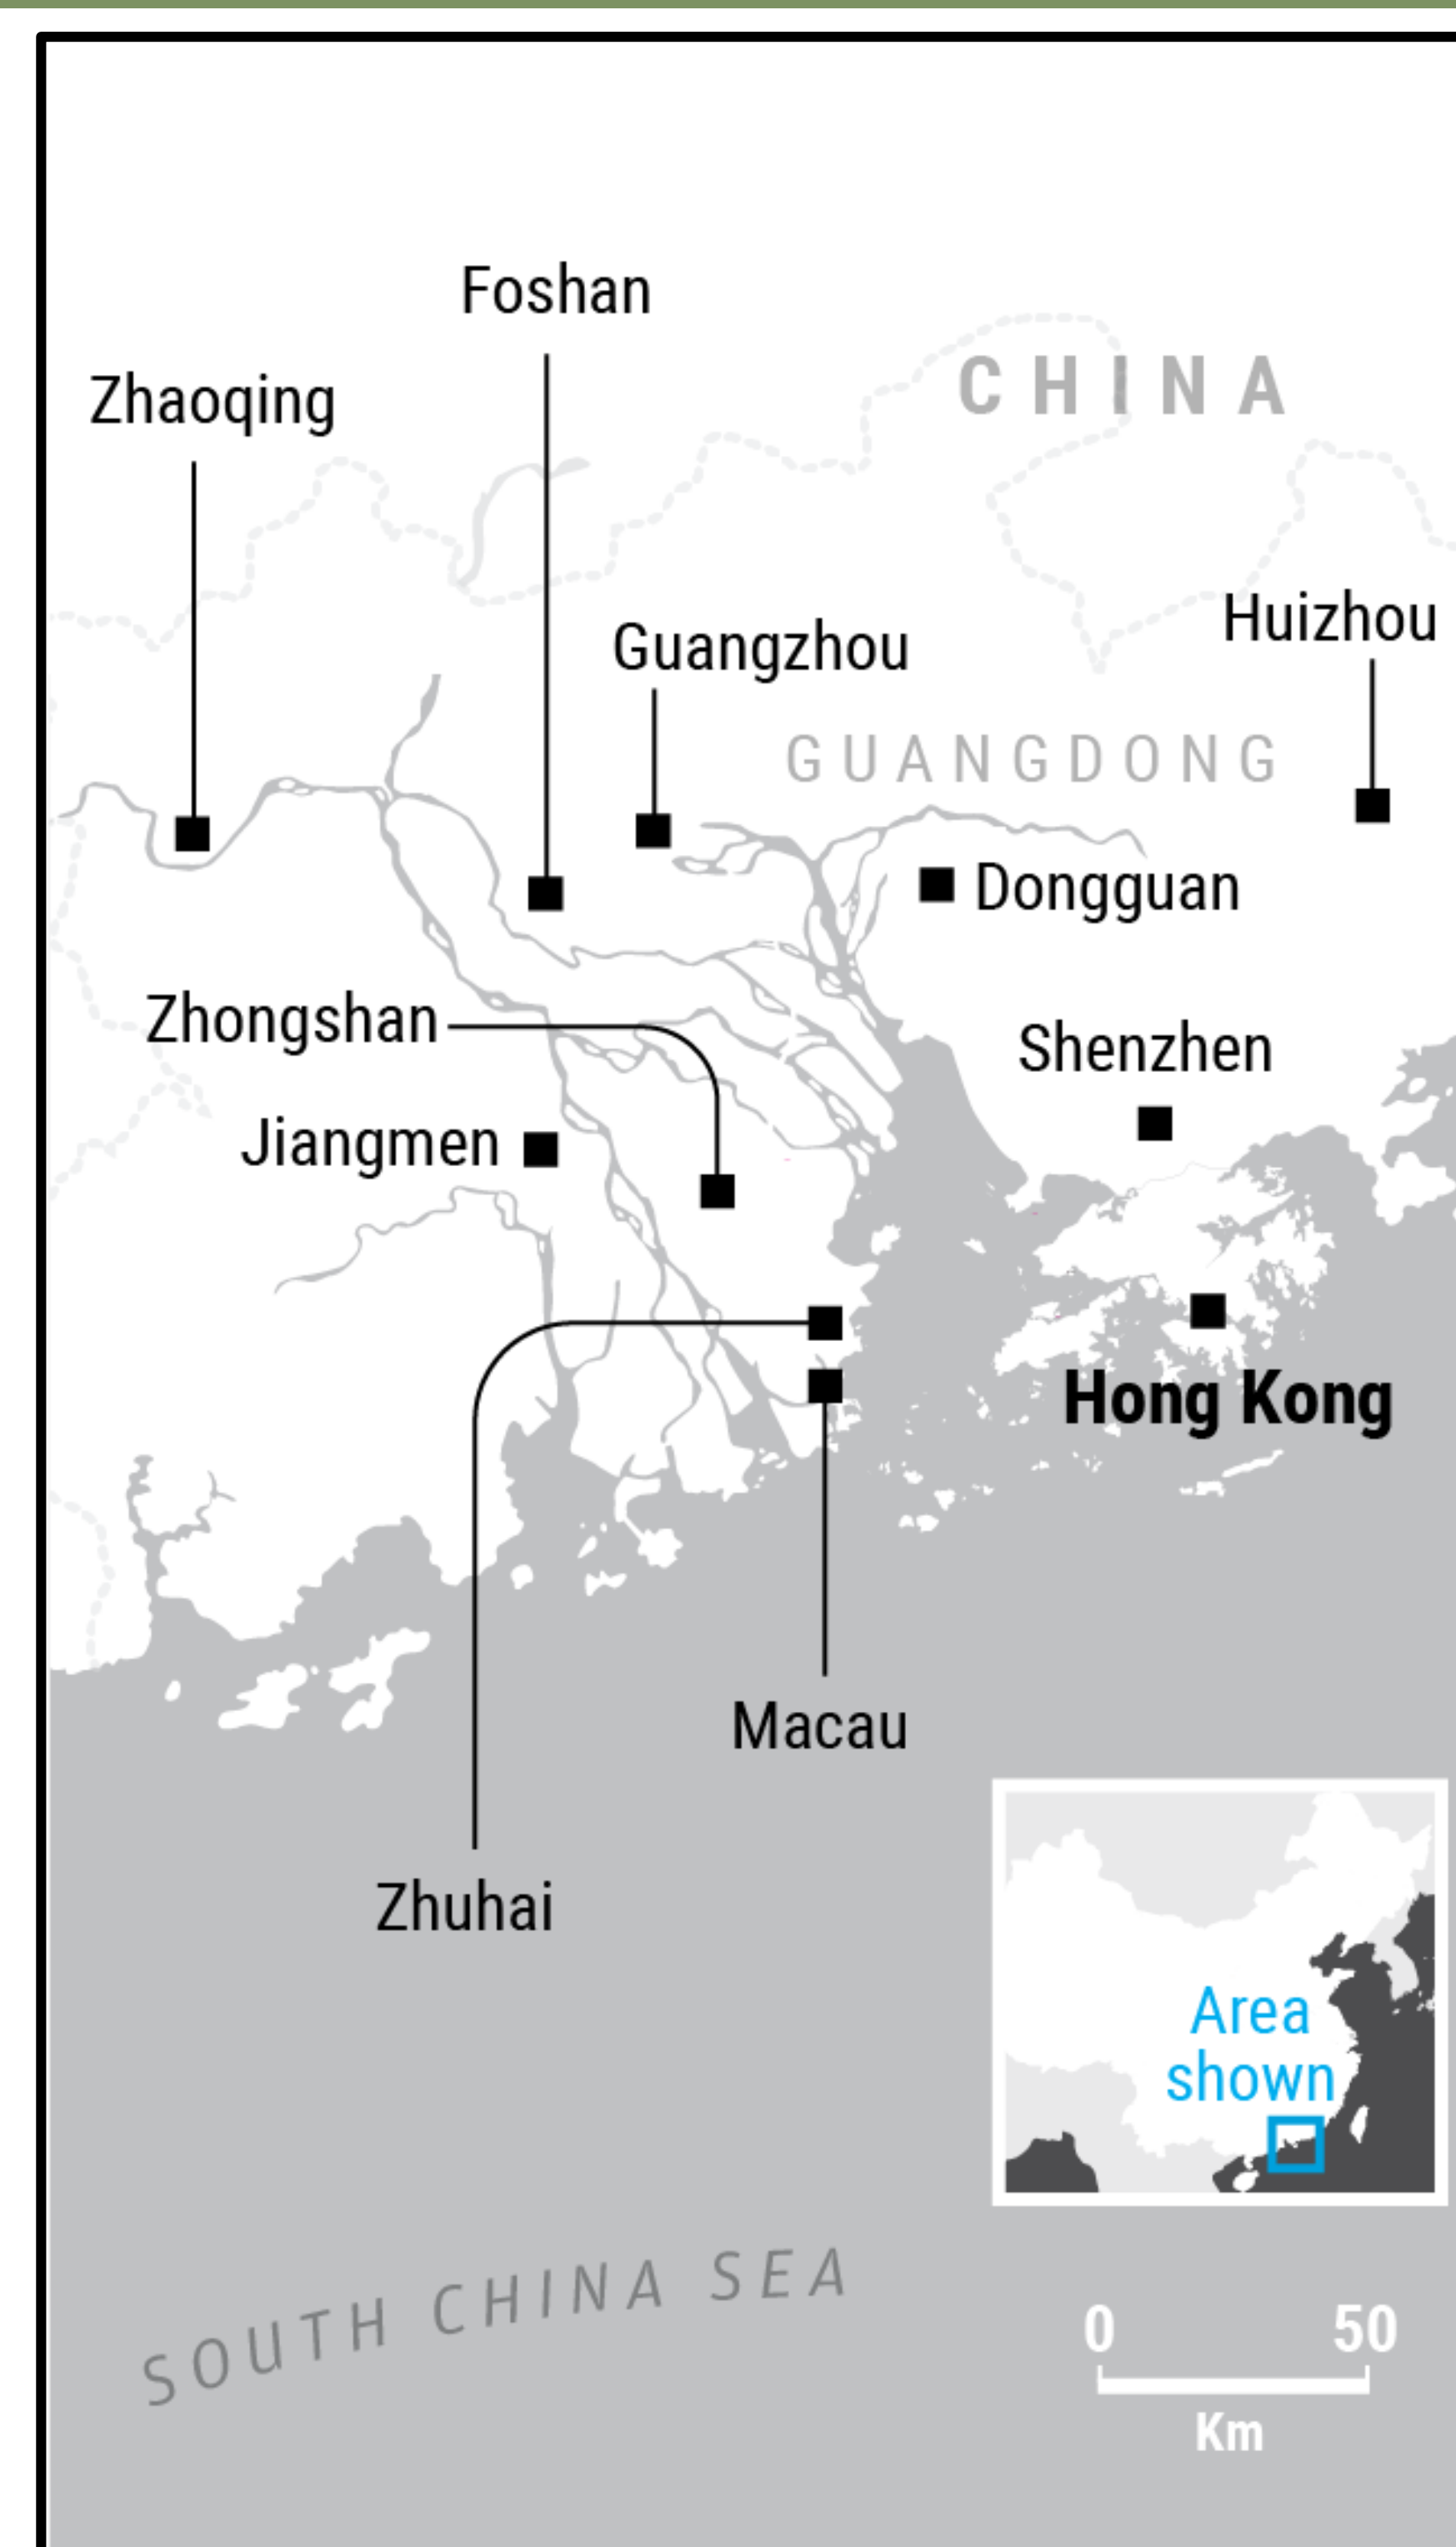 Foshan
CHINA
Zhaoqing
Huizhou
Guangzhou
GUANGDONG
Dongguan
Zhongshan
Shenzhen
Jiangmen
Hong Kong
Macau
Zhuhai
Area
shown
SOUTH CHINA SEA
0 50
Km